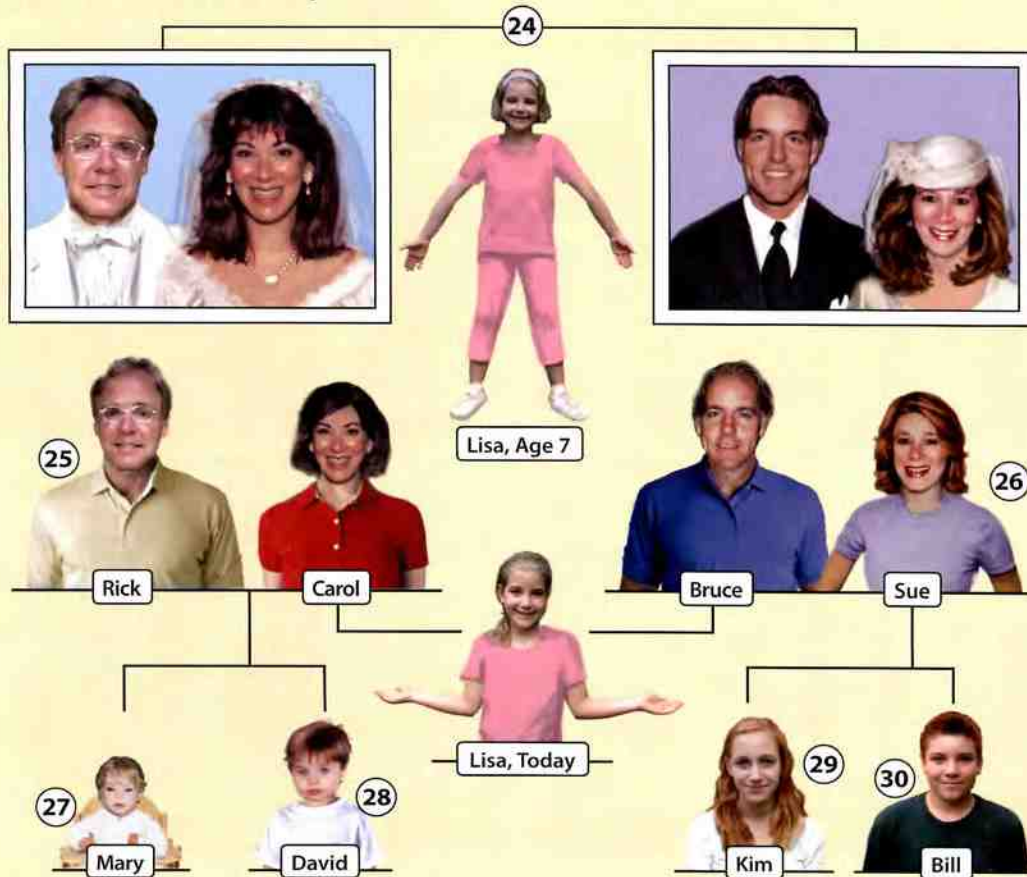 24
Lisa, Age 7
25
26
Rick
Carol
Bruce
Sue
Lisa, Today
27
28
29
30
Mary
David
Kim
Bill